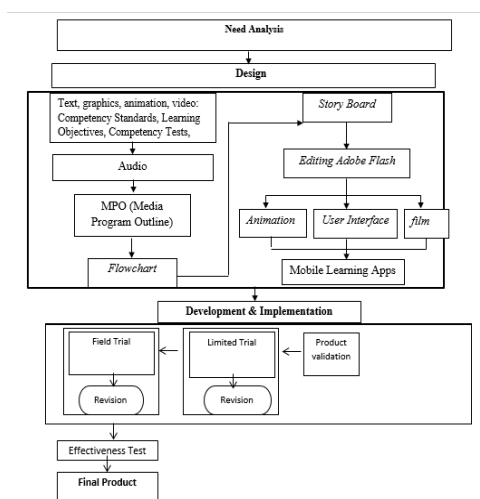 Need Analysis
Design
Text, graphics, animation, video:
Competency Standards, Learning
Objectives, Competency Tests,
Audio
MPO (Media
Program Outline)
Flowchart
Story Board
Editing Adobe Flash
Animation
User Interface
film
Mobile Learning Apps
Development & Implementation
Field Trial
Limited Trial
Product
validation
Revision
Revision
Effectiveness Test
Final Product